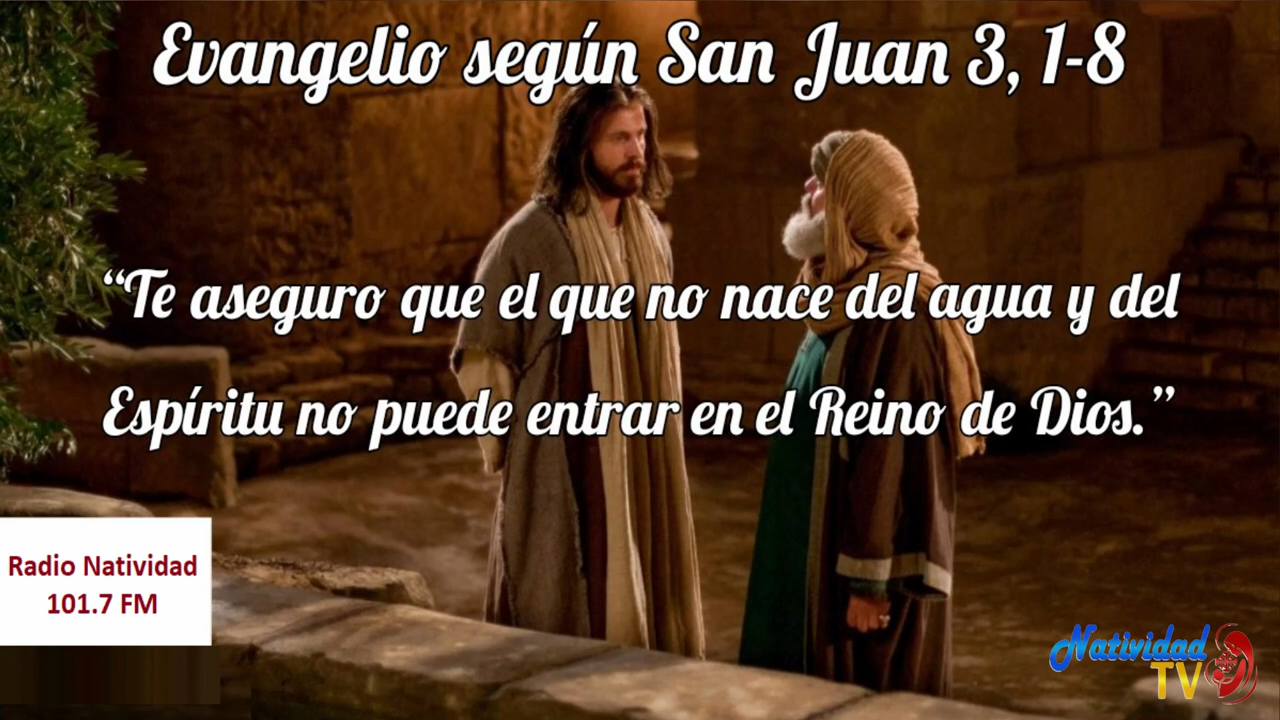 Evangelio según San Juan 3, 1-8
“Te aseguro que el que no nace del agua y del
Espíritu no puede entrar en el Reino de Dios.”
Radio Natividad
101.7 FM
Natividad
TV